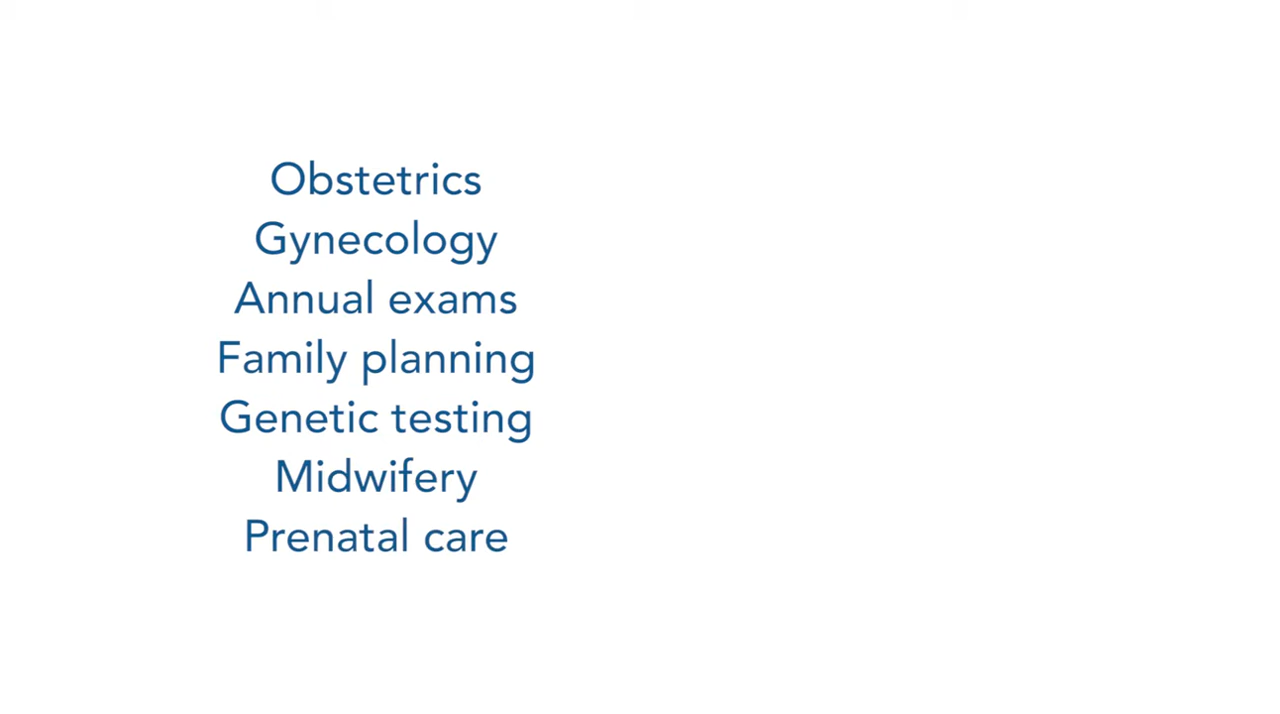 Obstetrics
Gynecology
Annual exams
Family planning
Genetic testing
Midwifery
Prenatal care